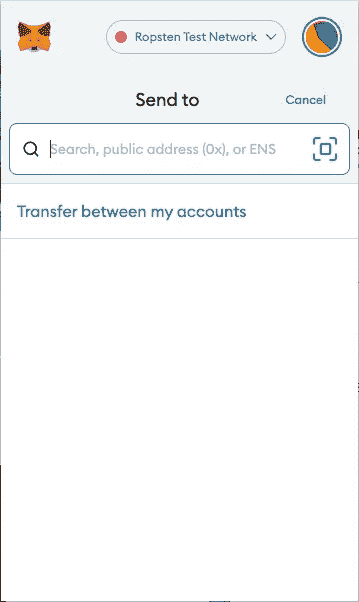 Ropsten Test Network
Send to
Cancel
Search, public address (0x), or ENS
Transfer between my accounts